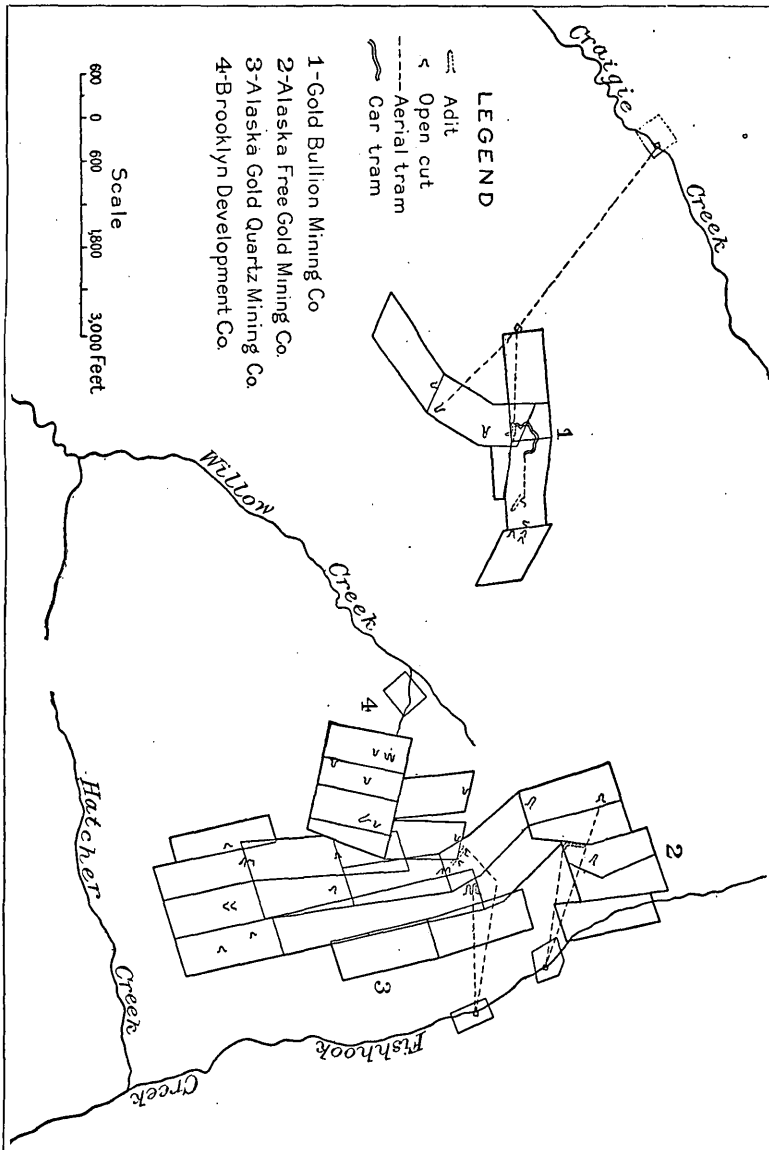 Craigie
Creek
LEGEND
Adit
Open cut
Aerial tram
Car tram
1-Gold Bullion Mining Co
2-Alaska Free Gold Mining Co.
3-Alaska Gold Quartz Mining Co.
4-Brooklyn Development Co.
Scale
600 0 600 1,800 3,000 Feet
1
Willow
Creek
4
2
3
Hatcher
Creek
Fishhook
Creek